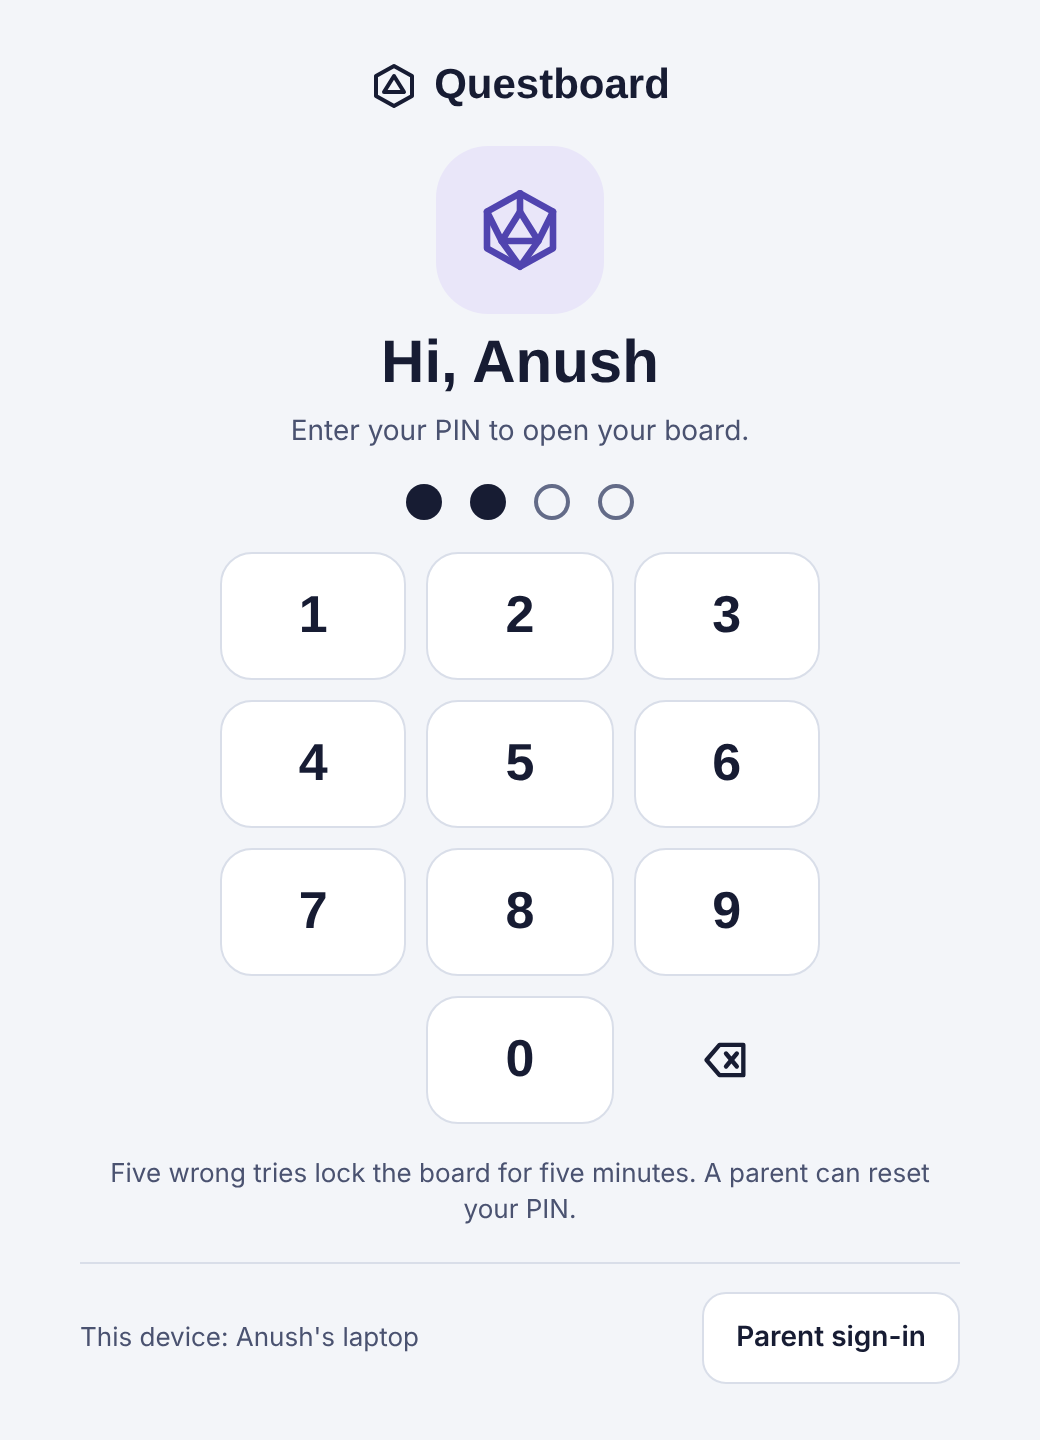 Questboard
Hi, Anush
Enter your PIN to open your board.
1 2 3
4 5 6
7 8 9
0
Five wrong tries lock the board for five minutes. A parent can reset
your PIN.
This device: Anush's laptop
Parent sign-in